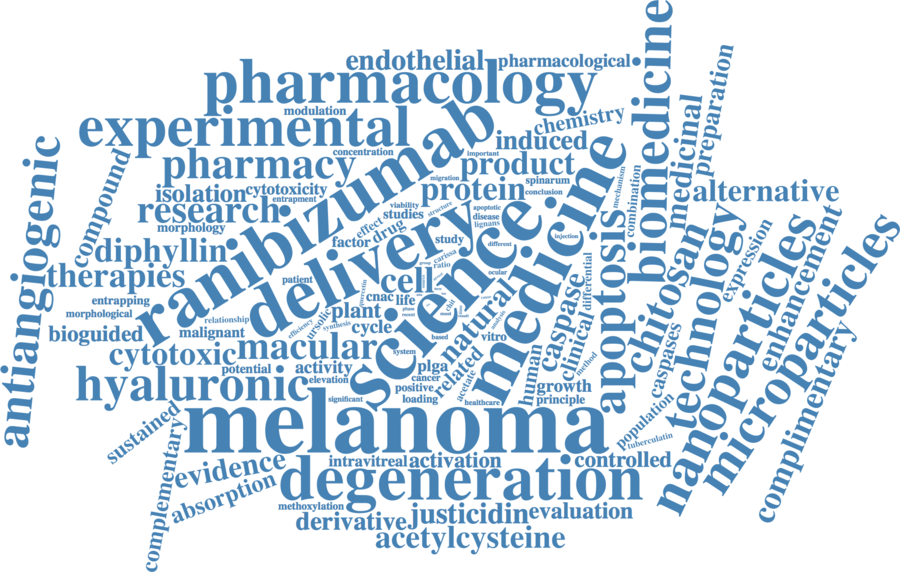 endothelial
pharmacological
pharmacology
modulation
experimental
chemistry
induced
concentration
important
pharmacy
product
isolation
cytotoxicity
entrapment
protein
migration
spinarum
conclusion
research
morphology
viability
structure
apoptotic
studies
effect
disease
lignans
drug
factor
study
different
injection
diphyllin
therapies
ranibizumab
delivery
science
medicine
antiangiogenic
compound
biomedicine
medicinal
preparation
alternative
combination
mechanism
carissa
ratio
cell
ocular
patient
cnac
life
plant
cycle
ursolic
efficiency
synthesis
entrapping
morphological
relationship
bioguided
malignant
cytotoxic
macular
potential
activity
elevation
system
based
vitro
natural
plga
cancer
positive
loading
related
acetate
healthcare
significant
hyaluronic
human
caspase
clinical
differential
method
growth
principle
apoptosis
chitosan
caspases
technology
expression
nanoparticles
enhancement
microparticles
complimentary
population
tuberculatin
melanoma
sustained
complementary
evidence
absorption
intravitreal
activation
controlled
degeneration
methoxylation
derivative
justicidin
evaluation
acetylcysteine